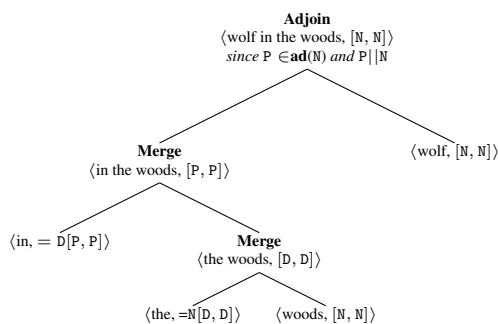 Adjoin
⟨wolf in the woods, [N, N]⟩
since P ∈ad(N) and P||N
Merge
⟨in the woods, [P, P]⟩
⟨wolf, [N, N]⟩
⟨in, = D[P, P]⟩
Merge
⟨the woods, [D, D]⟩
⟨the, =N[D, D]⟩
⟨woods, [N, N]⟩